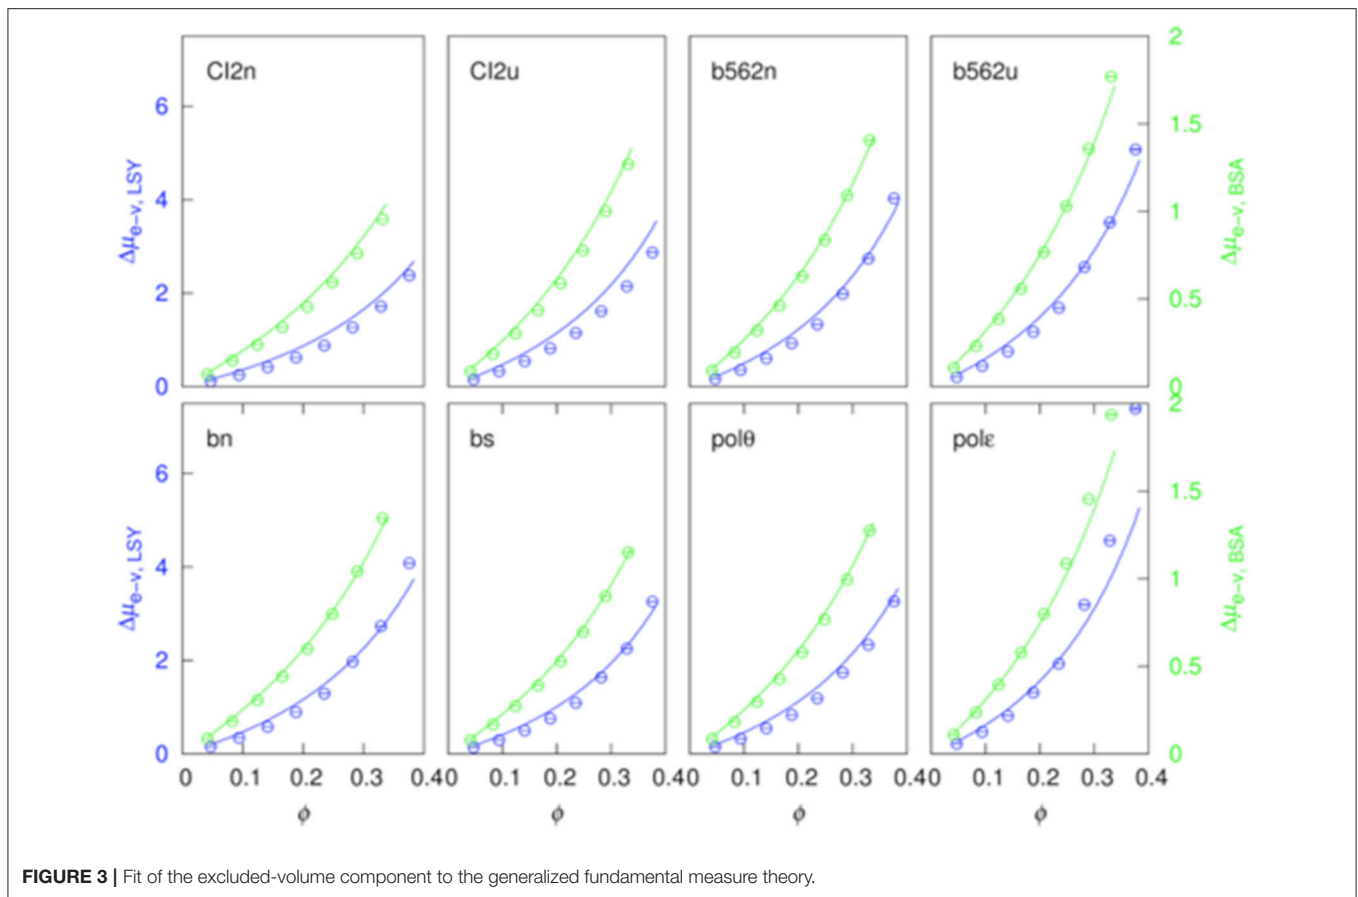 CI2n
CI2u
b562n
b562u
2
1.5
1
0.5
0
6
4
2
0
Δμe−v, LSY
Δμe−v, BSA
bn
bs
polθ
polε
2
1.5
1
0.5
0
6
4
2
0
Δμe−v, LSY
Δμe−v, BSA
0 0.1 0.2 0.3 0.40 0.1 0.2 0.3 0.40 0.1 0.2 0.3 0.40 0.1 0.2 0.3 0.4
ϕ ϕ ϕ ϕ
FIGURE 3 | Fit of the excluded-volume component to the generalized fundamental measure theory.